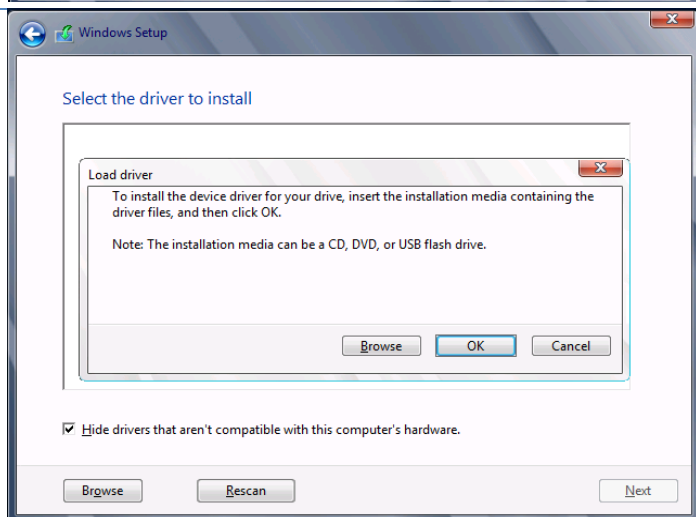 Windows Setup
Select the driver to install
Load driver
To install the device driver for your drive, insert the installation media containing the
driver files, and then click OK.
Note: The installation media can be a CD, DVD, or USB flash drive.
Browse OK Cancel
Hide drivers that aren't compatible with this computer's hardware.
Browse Rescan Next